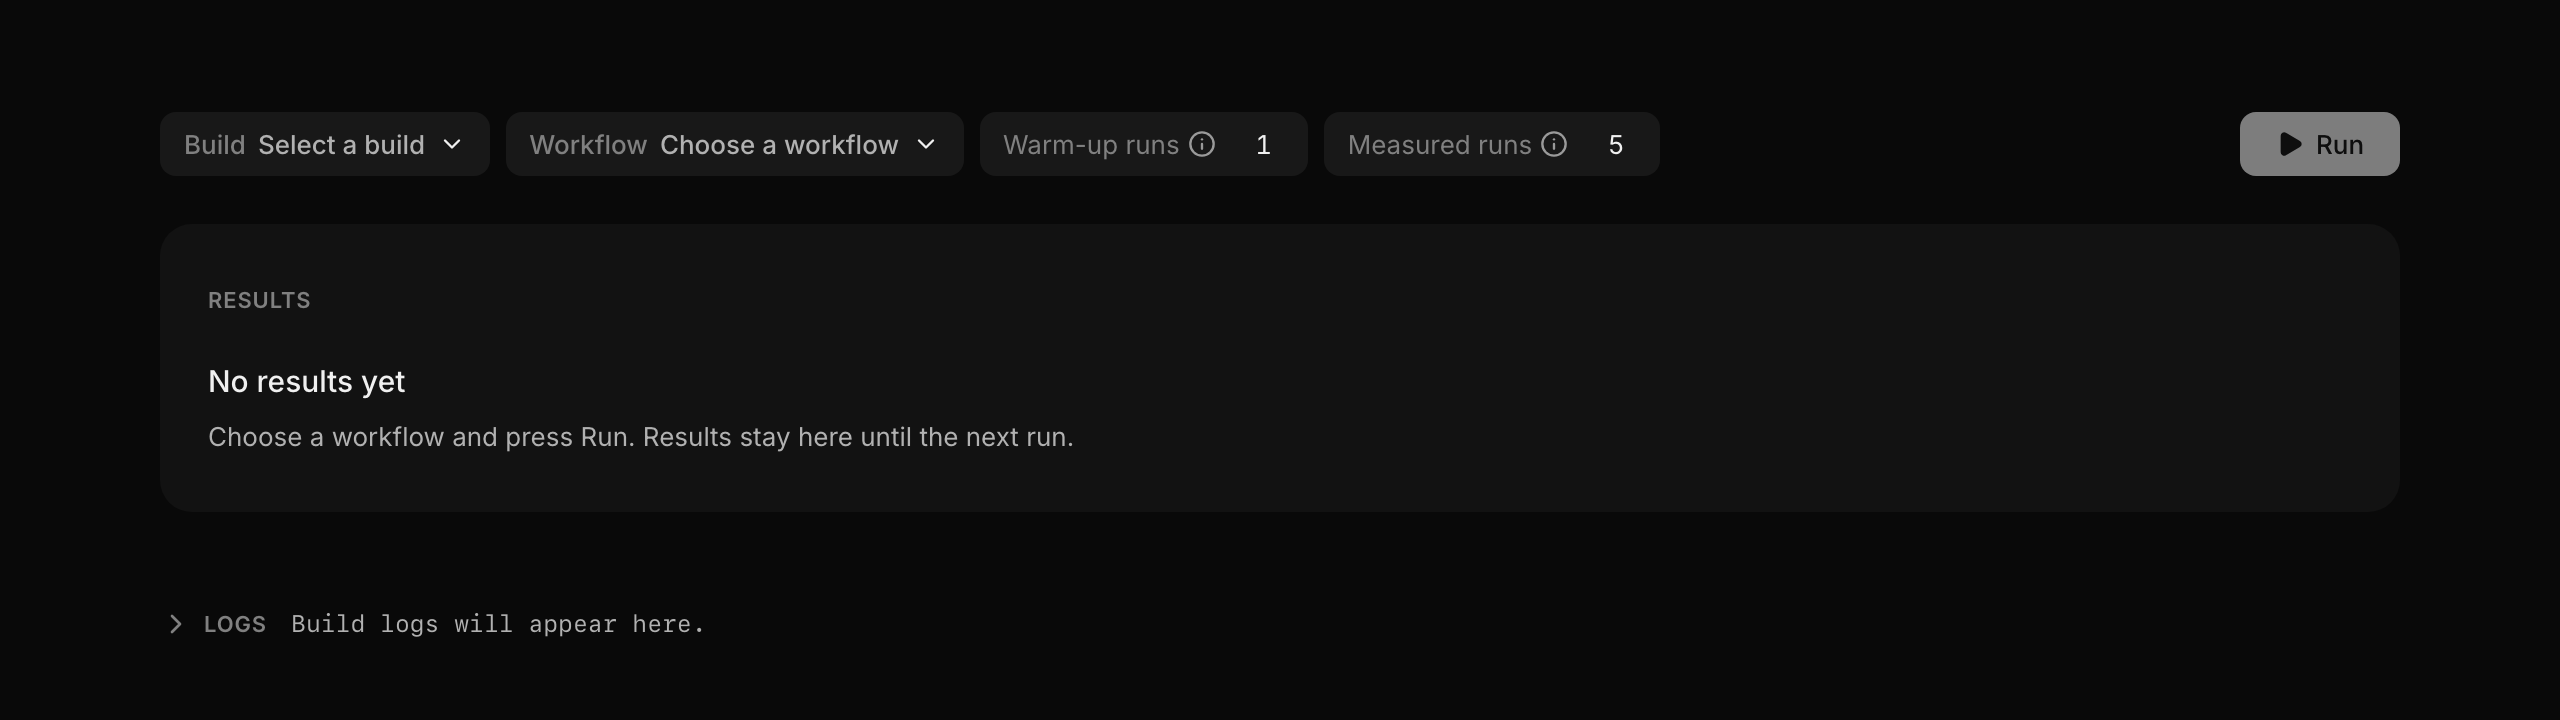 Build Select a build Workflow Choose a workflow Warm-up runs 1 Measured runs 5 Run
RESULTS
No results yet
Choose a workflow and press Run. Results stay here until the next run.
LOGS Build logs will appear here.